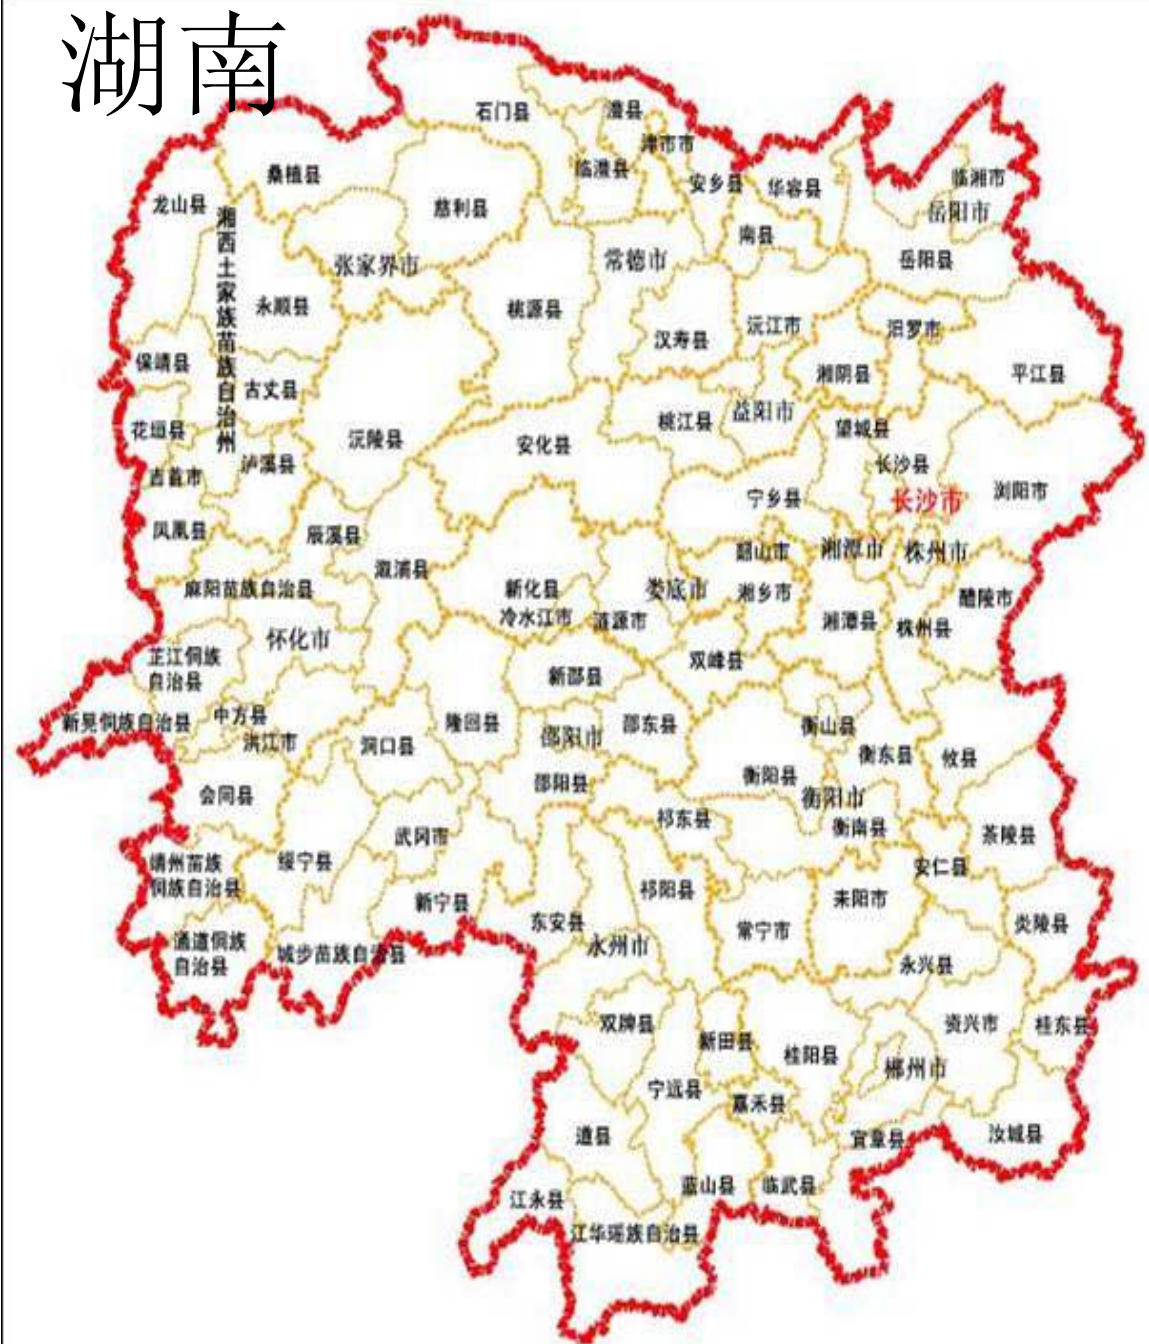 湖南
石门县
澧县
津市市
临澧县
安乡县
华容县
临湘市
岳阳市
桑植县
龙山县
慈利县
湘西土家族苗族自治州
南县
张家界市
常德市
岳阳县
永顺县
桃源县
沅江市
汨罗市
汉寿县
保靖县
湘阴县
平江县
古丈县
桃江县
益阳市
花垣县
沅陵县
安化县
望城县
泸溪县
长沙县
吉首市
宁乡县
长沙市
浏阳市
凤凰县
辰溪县
韶山市
湘潭市
株州市
溆浦县
麻阳苗族自治县
新化县
娄底市
湘乡市
醴陵市
冷水江市
涟源市
湘潭县
株州县
怀化市
芷江侗族
自治县
双峰县
新邵县
新晃侗族自治县
中方县
洪江市
隆回县
邵东县
衡山县
洞口县
邵阳市
衡东县
攸县
衡阳县
邵阳县
会同县
衡阳市
祁东县
衡南县
武冈市
茶陵县
靖州苗族
侗族自治县
绥宁县
安仁县
祁阳县
新宁县
耒阳市
东安县
常宁市
炎陵县
通道侗族
自治县
城步苗族自治县
永州市
永兴县
双牌县
资兴市
桂东县
新田县
桂阳县
郴州市
宁远县
嘉禾县
道县
宜章县
汝城县
蓝山县
临武县
江永县
江华瑶族自治县